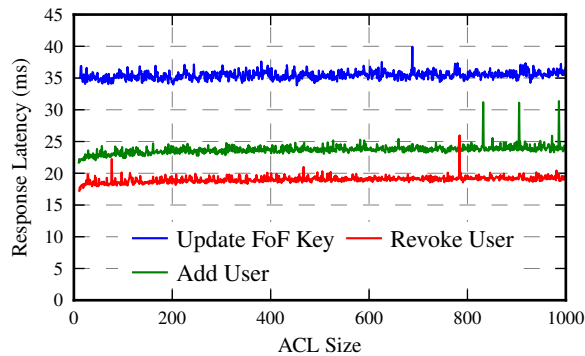 45
40
35
30
25
20
15
10
5
0
Response Latency (ms)
Update FoF Key
Revoke User
Add User
0 200 400 600 800 1000
ACL Size